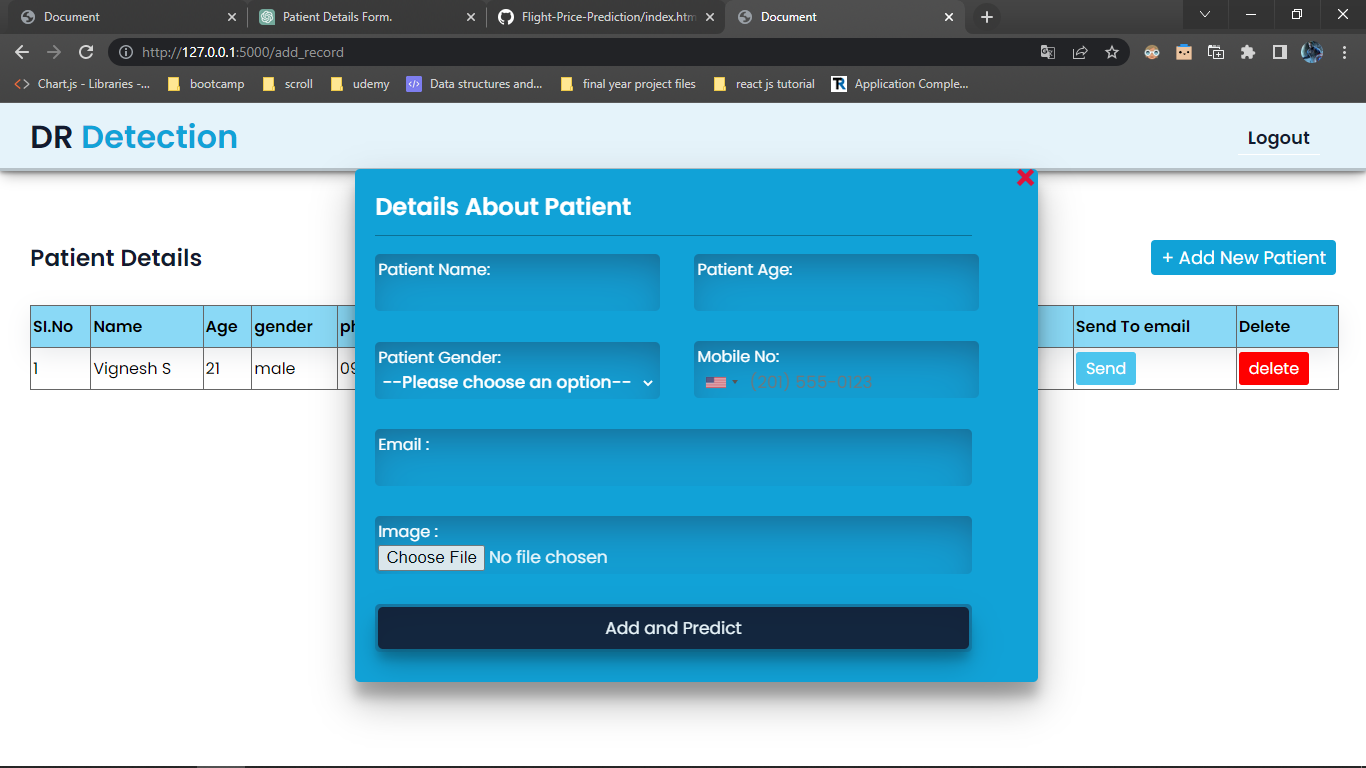 Document
Patient Details Form.
Flight-Price-Prediction/index.htm
Document
http://127.0.0.1:5000/add_record
Chart.js - Libraries -...
bootcamp
scroll
udemy
Data structures and...
final year project files
react js tutorial
Application Comple...
DR Detection
Logout
Details About Patient
Patient Details
+ Add New Patient
Patient Name:
Patient Age:
SI.No Name Age gender ph Send To email Delete
1 Vignesh S 21 male 09 Send delete
Patient Gender:
--Please choose an option--
Mobile No:
(201) 555-0123
Email :
Image :
Choose File No file chosen
Add and Predict